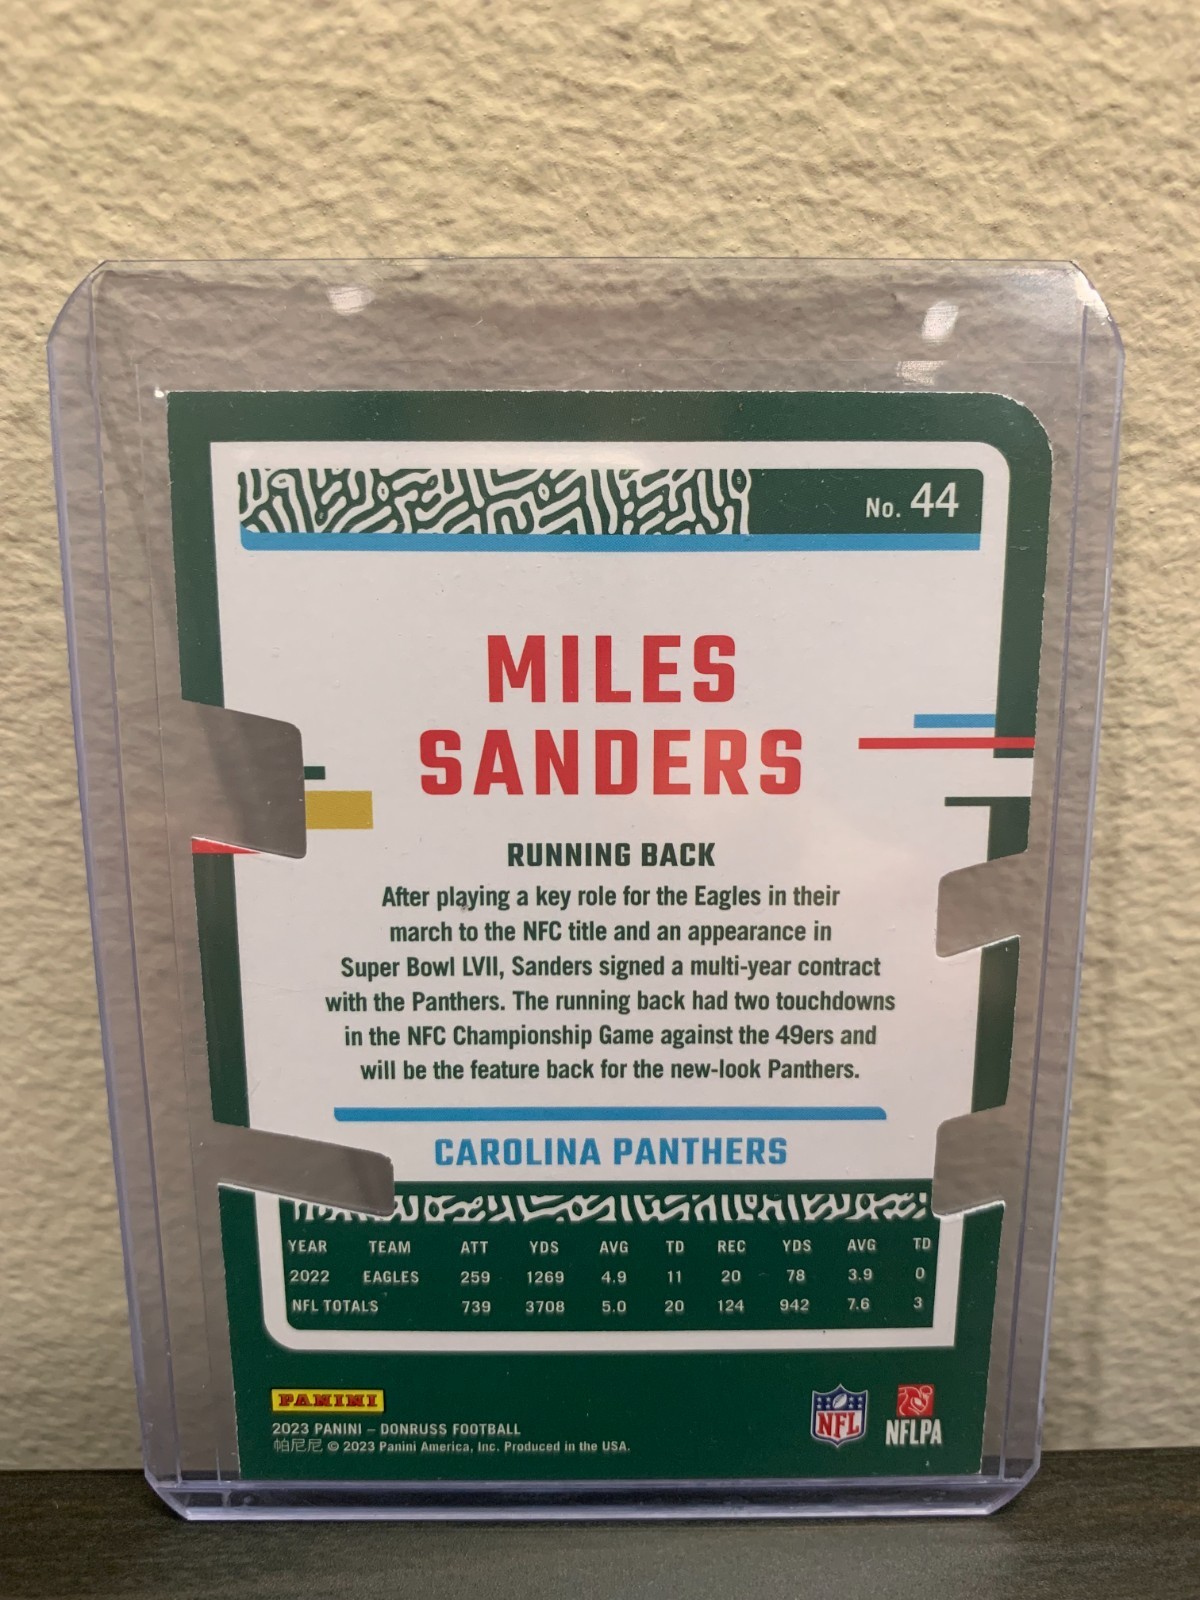 No. 44
MILES
SANDERS
RUNNING BACK
After playing a key role for the Eagles in their
march to the NFC title and an appearance in
Super Bowl LVII, Sanders signed a multi-year contract
with the Panthers. The running back had two touchdowns
in the NFC Championship Game against the 49ers and
will be the feature back for the new-look Panthers.
CAROLINA PANTHERS
YEAR TEAM ATT YDS AVG TD REC YDS AVG TD
2022 EAGLES 259 1269 4.9 11 20 78 3.9 0
NFL TOTALS 739 3708 5.0 20 124 942 7.6 3
PANINI
2023 PANINI – DONRUSS FOOTBALL
帕尼尼 © 2023 Panini America, Inc. Produced in the USA.
NFL
NFLPA